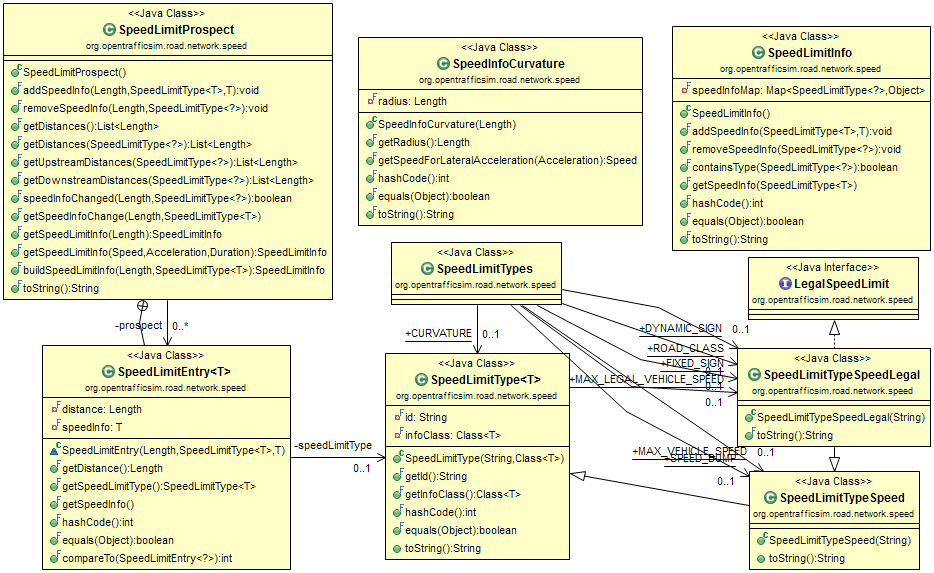 <<Java Class>>
SpeedLimitProspect
org.opentrafficsim.road.network.speed
SpeedLimitProspect()
addSpeedInfo(Length,SpeedLimitType<T>,T):void
removeSpeedInfo(Length,SpeedLimitType<?>):void
getDistances():List<Length>
getDistances(SpeedLimitType<?>):List<Length>
getUpstreamDistances(SpeedLimitType<?>):List<Length>
getDownstreamDistances(SpeedLimitType<?>):List<Length>
speedInfoChanged(Length,SpeedLimitType<?>):boolean
getSpeedInfoChange(Length,SpeedLimitType<T>)
getSpeedLimitInfo(Length):SpeedLimitInfo
getSpeedLimitInfo(Speed,Acceleration,Duration):SpeedLimitInfo
buildSpeedLimitInfo(Length,SpeedLimitType<T>):SpeedLimitInfo
toString():String
<<Java Class>>
SpeedInfoCurvature
org.opentrafficsim.road.network.speed
radius: Length
SpeedInfoCurvature(Length)
getRadius():Length
getSpeedForLateralAcceleration(Acceleration):Speed
hashCode():int
equals(Object):boolean
toString():String
<<Java Class>>
SpeedLimitInfo
org.opentrafficsim.road.network.speed
speedInfoMap: Map<SpeedLimitType<?>,Object>
SpeedLimitInfo()
addSpeedInfo(SpeedLimitType<T>,T):void
removeSpeedInfo(SpeedLimitType<?>):void
containsType(SpeedLimitType<?>):boolean
getSpeedInfo(SpeedLimitType<T>)
hashCode():int
equals(Object):boolean
toString():String
<<Java Class>>
SpeedLimitTypes
org.opentrafficsim.road.network.speed
<<Java Interface>>
LegalSpeedLimit
org.opentrafficsim.road.network.speed
-prospect
0..*
+CURVATURE
0..1
+DYNAMIC_SIGN
0..1
+ROAD_CLASS
+FIXED_SIGN
0..1
+MAX_LEGAL_VEHICLE_SPEED
0..1
0..1
<<Java Class>>
SpeedLimitEntry<T>
org.opentrafficsim.road.network.speed
distance: Length
speedInfo: T
SpeedLimitEntry(Length,SpeedLimitType<T>,T)
getDistance():Length
getSpeedLimitType():SpeedLimitType<T>
getSpeedInfo()
hashCode():int
equals(Object):boolean
compareTo(SpeedLimitEntry<?>):int
-speedLimitType
0..1
<<Java Class>>
SpeedLimitType<T>
org.opentrafficsim.road.network.speed
id: String
infoClass: Class<T>
SpeedLimitType(String,Class<T>)
getId():String
getInfoClass():Class<T>
hashCode():int
equals(Object):boolean
toString():String
<<Java Class>>
SpeedLimitTypeSpeedLegal
org.opentrafficsim.road.network.speed
SpeedLimitTypeSpeedLegal(String)
toString():String
+MAX_VEHICLE_SPEED
0..1
+SPEED_BUMP
0..1
<<Java Class>>
SpeedLimitTypeSpeed
org.opentrafficsim.road.network.speed
SpeedLimitTypeSpeed(String)
toString():String